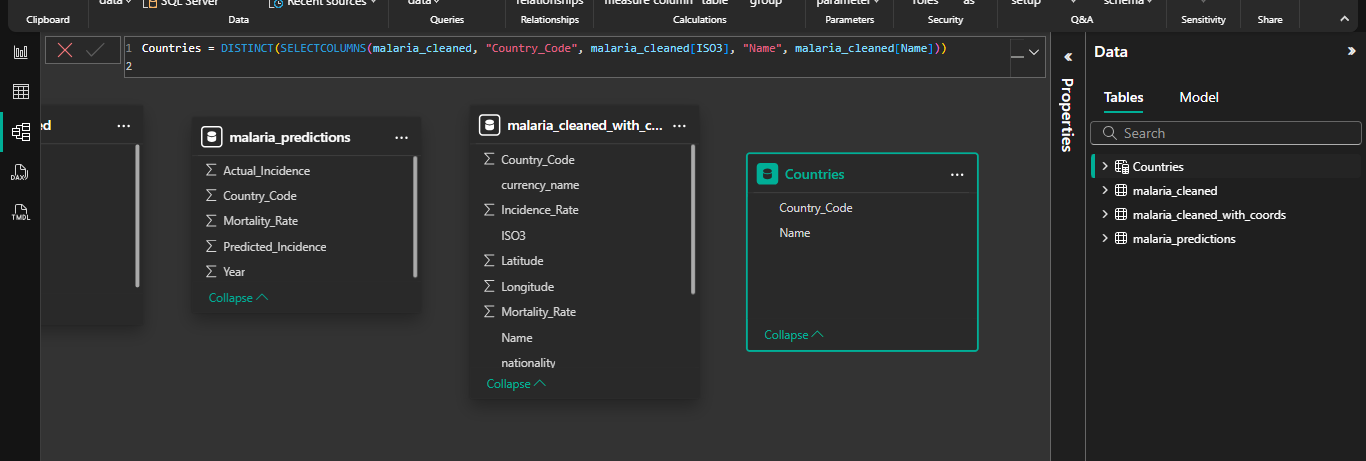 data
SQL Server
Recent sources
data
relationships
measure column table
group
parameter
roles
as
setup
schema
Clipboard
Data
Queries
Relationships
Calculations
Parameters
Security
Q&A
Sensitivity
Share
1 Countries = DISTINCT(SELECTCOLUMNS(malaria_cleaned, "Country_Code", malaria_cleaned[ISO3], "Name", malaria_cleaned[Name]))
2
ed
malaria_predictions
Actual_Incidence
Country_Code
Mortality_Rate
Predicted_Incidence
Year
Collapse
malaria_cleaned_with_c...
Country_Code
currency_name
Incidence_Rate
ISO3
Latitude
Longitude
Mortality_Rate
Name
nationality
Collapse
Countries
Country_Code
Name
Collapse
Properties
Data
Tables
Model
Search
Countries
malaria_cleaned
malaria_cleaned_with_coords
malaria_predictions
DAX
TMDL